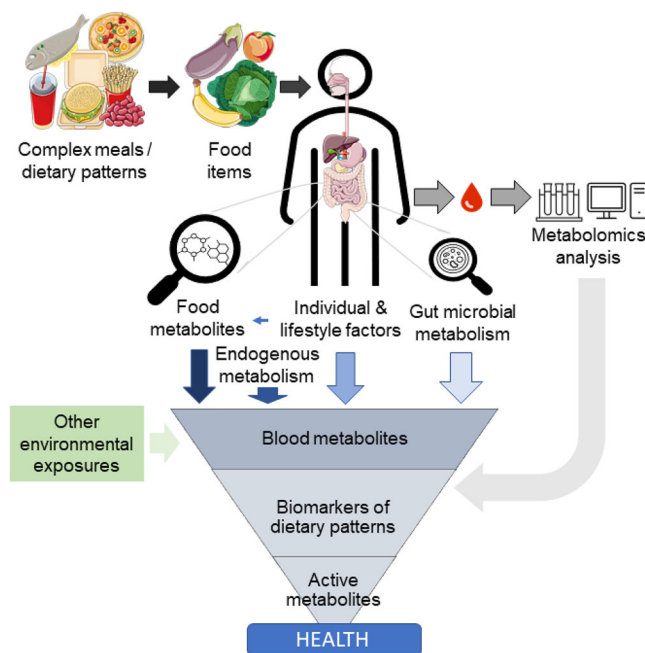 Complex meals /
dietary patterns
Food
items
Metabolomics
analysis
Food
metabolites
Individual &
lifestyle factors
Gut microbial
metabolism
Endogenous
metabolism
Other
environmental
exposures
Blood metabolites
Biomarkers of
dietary patterns
Active
metabolites
HEALTH